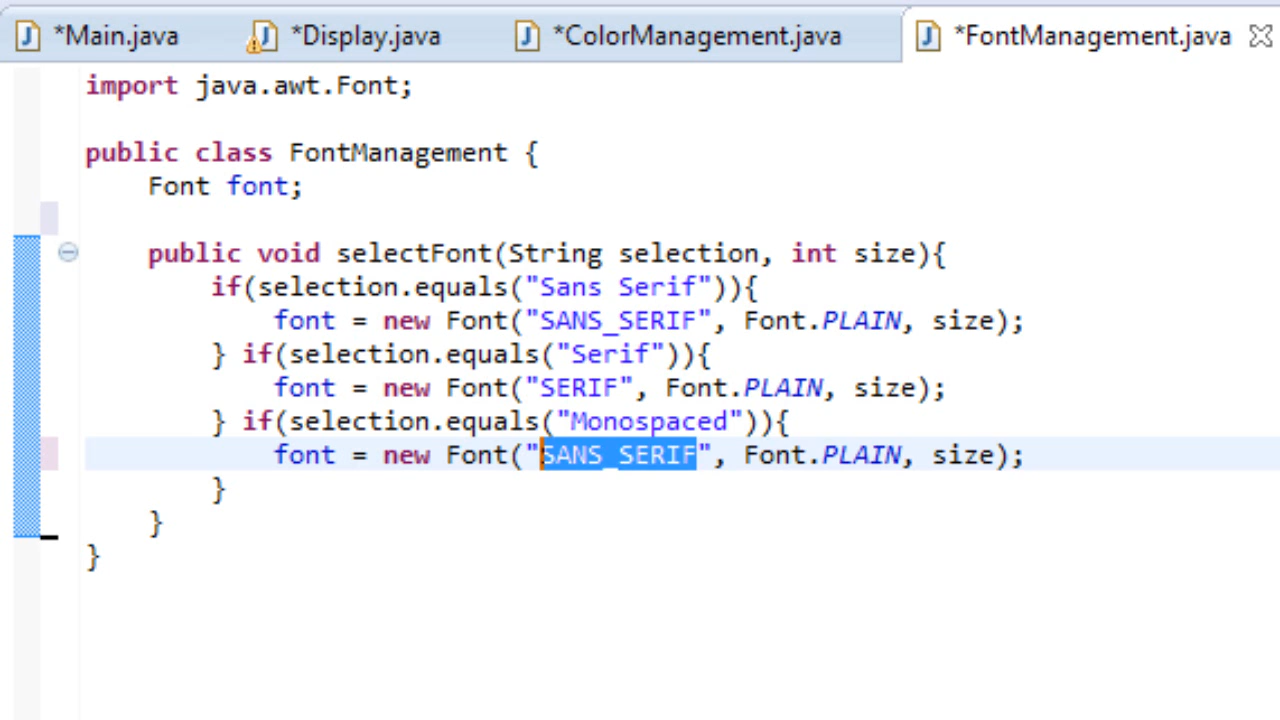 *Main.java *Display.java *ColorManagement.java *FontManagement.java
import java.awt.Font;
public class FontManagement {
Font font;
public void selectFont(String selection, int size){
if(selection.equals("Sans Serif")){
font = new Font("SANS_SERIF", Font.PLAIN, size);
} if(selection.equals("Serif")){
font = new Font("SERIF", Font.PLAIN, size);
} if(selection.equals("Monospaced")){
font = new Font("SANS_SERIF", Font.PLAIN, size);
}
}
}